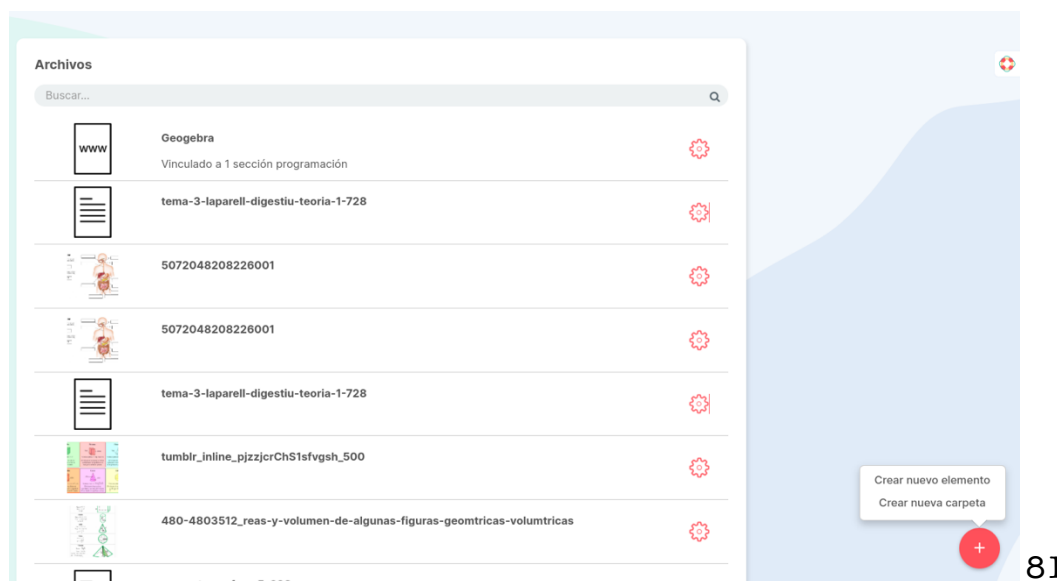 Archivos
Buscar...
www
Geogebra
Vinculado a 1 sección programación
tema-3-laparell-digestiu-teoria-1-728
5072048208226001
5072048208226001
tema-3-laparell-digestiu-teoria-1-728
tumblr_inline_pjzzjcrChS1sfvgsh_500
480-4803512_reas-y-volumen-de-algunas-figuras-geomtricas-volumtricas
Crear nuevo elemento
Crear nueva carpeta